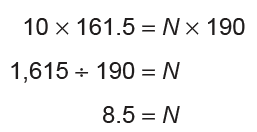 10 × 161.5 = N × 190
1,615 ÷ 190 = N
8.5 = N